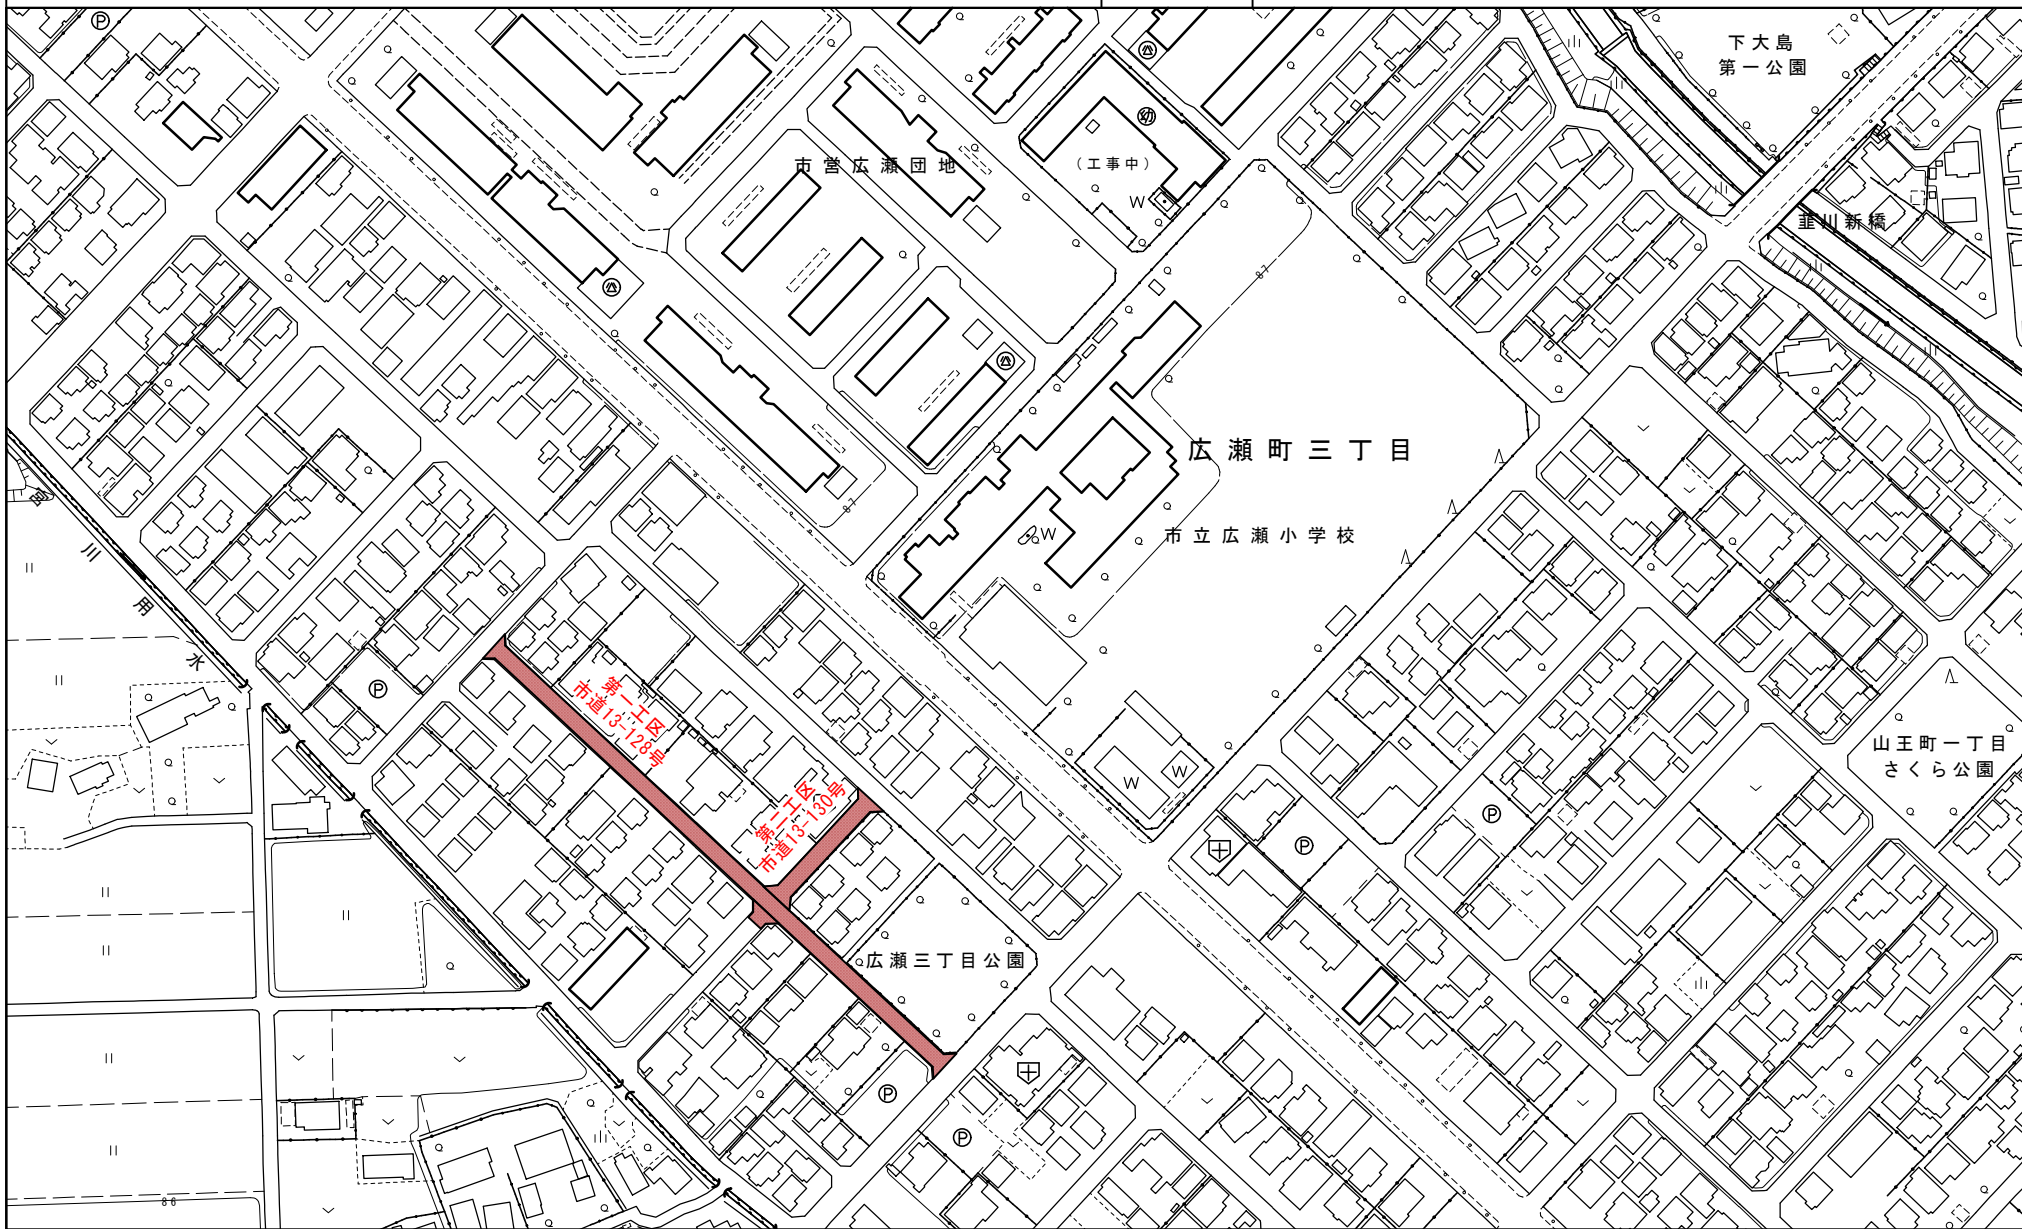 下大島
第一公園
市営広瀬団地
幼
(工事中)
W
韮川新橋
87
広瀬町三丁目
87
市立広瀬小学校
W
川
用
水
P
P
第一工区
市道13-128号
第二工区
市道13-130号
W
W
山王町一丁目
さくら公園
P
P
広瀬三丁目公園
P
P
86